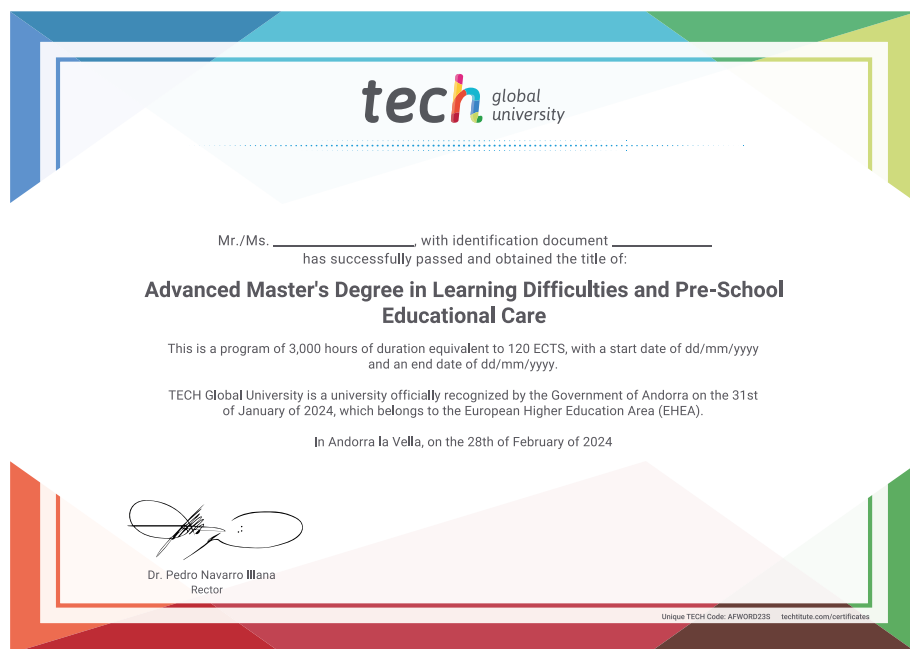 tech global
university
Mr./Ms. ____________________, with identification document ______________
has successfully passed and obtained the title of:
Advanced Master's Degree in Learning Difficulties and Pre-School
Educational Care
This is a program of 3,000 hours of duration equivalent to 120 ECTS, with a start date of dd/mm/yyyy
and an end date of dd/mm/yyyy.
TECH Global University is a university officially recognized by the Government of Andorra on the 31st
of January of 2024, which belongs to the European Higher Education Area (EHEA).
In Andorra la Vella, on the 28th of February of 2024
Dr. Pedro Navarro Illana
Rector
Unique TECH Code: AFWORD23S techtitute.com/certificates